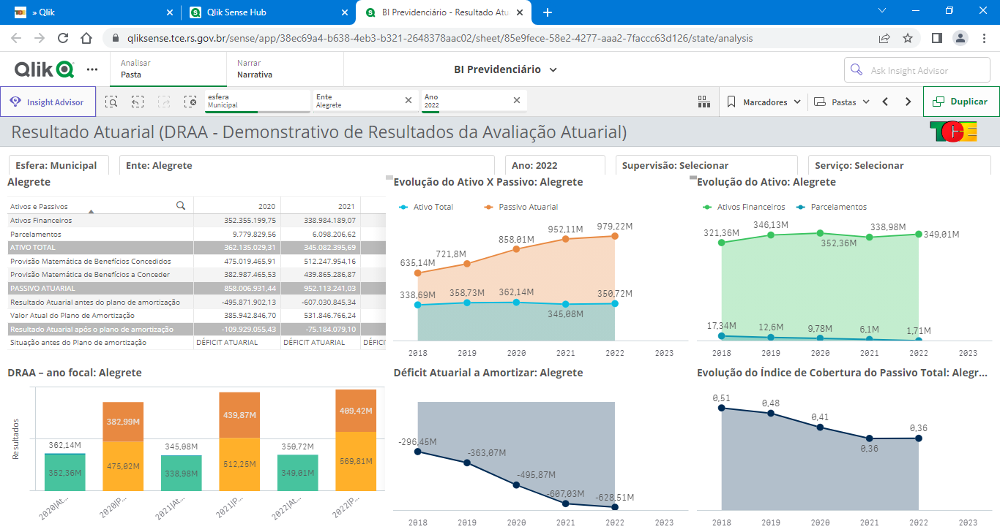 » Qlik
Qlik Sense Hub
BI Previdenciário - Resultado Atu
qliksense.tce.rs.gov.br/sense/app/38ec69a4-b638-4eb3-b321-2648378aac02/sheet/85e9fece-58e2-4277-aaa2-7faccc63d126/state/analysis
Qlik
Analisar
Pasta
Narrar
Narrativa
BI Previdenciário
Ask Insight Advisor
Insight Advisor
esfera
Municipal
Ente
Alegrete
Ano
2022
Marcadores
Pastas
Duplicar
Resultado Atuarial (DRAA - Demonstrativo de Resultados da Avaliação Atuarial)
TCE
Esfera: Municipal
Ente: Alegrete
Ano: 2022
Supervisão: Selecionar
Serviço: Selecionar
Alegrete
Ativos e Passivos 2020 2021
Ativos Financeiros 352.355.199,75 338.984.189,07
Parcelamentos 9.779.829,56 6.098.206,62
ATIVO TOTAL 362.135.029,31 345.082.395,69
Provisão Matemática de Benefícios Concedidos 475.019.465,91 512.247.954,16
Provisão Matemática de Benefícios a Conceder 382.987.465,53 439.865.286,87
PASSIVO ATUARIAL 858.006.931,44 952.113.241,03
Resultado Atuarial antes do plano de amortização -495.871.902,13 -607.030.845,34
Valor Atual do Plano de Amortização 385.942.846,70 531.846.766,24
Resultado Atuarial após o plano de amortização -109.929.055,43 -75.184.079,10
Situação antes do Plano de amortização DÉFICIT ATUARIAL DÉFICIT ATUARIAL DÉFIC
Evolução do Ativo X Passivo: Alegrete
Ativo Total Passivo Atuarial
979,22M
952,11M
858,01M
721,8M
635,14M
338,69M 358,73M 362,14M 350,72M
345,08M
2018 2019 2020 2021 2022 2023
Evolução do Ativo: Alegrete
Ativos Financeiros Parcelamentos
321,36M 346,13M 338,98M 349,01M
352,36M
17,34M 12,6M 9,78M 6,1M 1,71M
2018 2019 2020 2021 2022 2023
DRAA – ano focal: Alegrete
Resultados
382,99M 439,87M 409,42M
362,14M 345,08M 350,72M
352,36M 475,02M 338,98M 512,25M 349,01M 569,81M
2020|At... 2020|P... 2021|At... 2021|P... 2022|At... 2022|P...
Déficit Atuarial a Amortizar: Alegrete
-296,45M
-363,07M
-495,87M
-607,03M
-628,51M
2018 2019 2020 2021 2022 2023
Evolução do Índice de Cobertura do Passivo Total: Alegr...
0,51
0,48
0,41
0,36
0,36
2018 2019 2020 2021 2022 2023